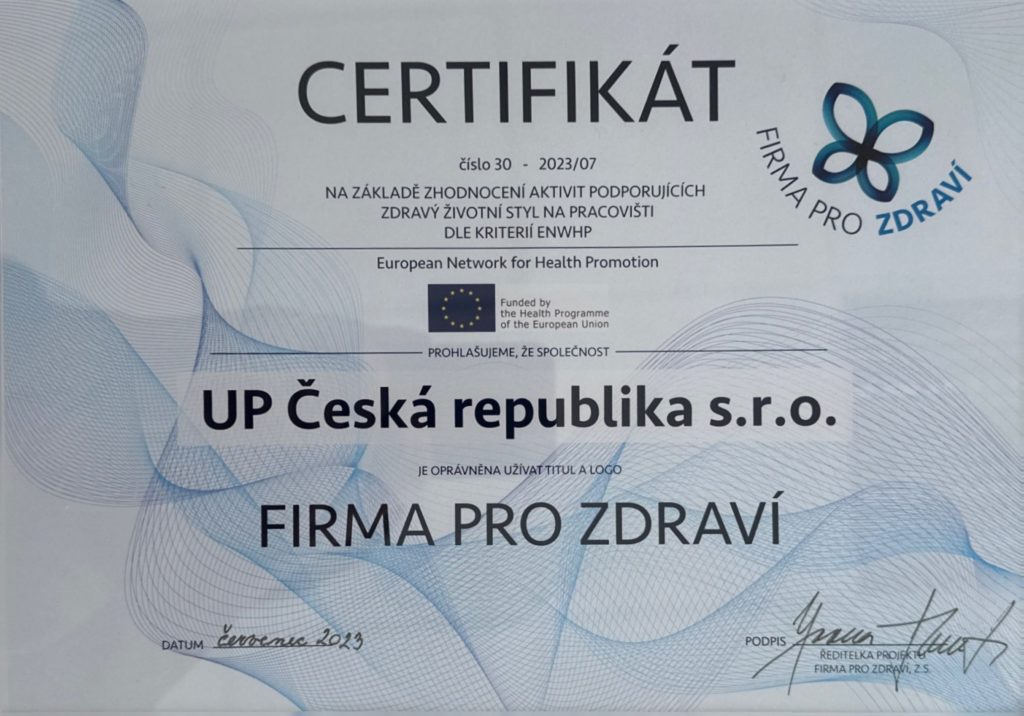 CERTIFIKÁT
FIRMA PRO ZDRAVÍ
číslo 30 - 2023/07
NA ZÁKLADĚ ZHODNOCENÍ AKTIVIT PODPORUJÍCÍCH
ZDRAVÝ ŽIVOTNÍ STYL NA PRACOVIŠTI
DLE KRITERIÍ ENWHP
European Network for Health Promotion
Funded by
the Health Programme
of the European Union
PROHLAŠUJEME, ŽE SPOLEČNOST
UP Česká republika s.r.o.
JE OPRÁVNĚNA UŽÍVAT TITUL A LOGO
FIRMA PRO ZDRAVÍ
DATUM červenec 2023
PODPIS
ŘEDITELKA PROJEKTU
FIRMA PRO ZDRAVÍ, Z.S.